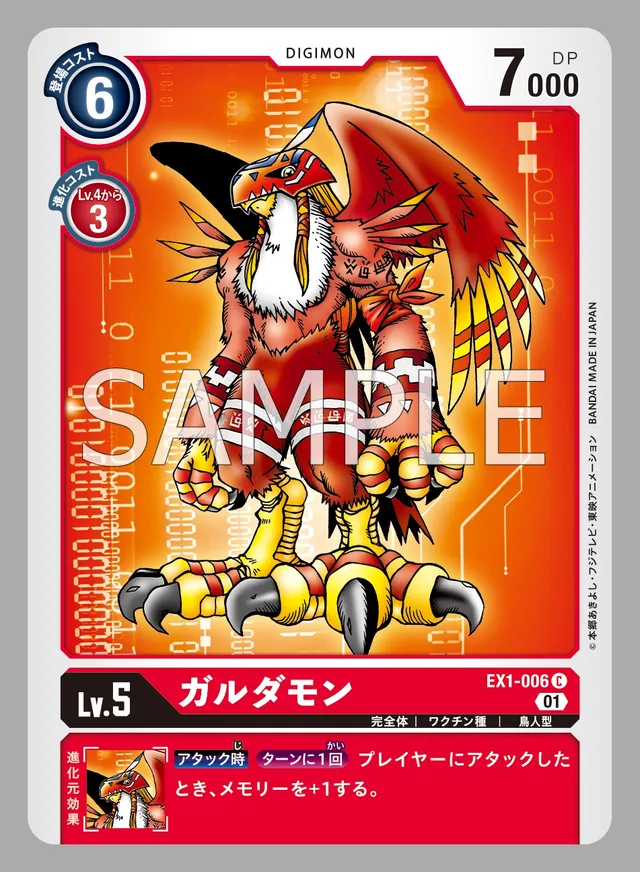 DIGIMON
登場コスト
6
7000
DP
進化コスト
Lv.4から
3
SAMPLE
© 本郷あきよし・フジテレビ・東映アニメーション BANDAI MADE IN JAPAN
Lv.5
ガルダモン
EX1-006 C
01
完全体 | ワクチン種 | 鳥人型
進化元効果
アタック時 ターンに1回 プレイヤーにアタックした
とき、メモリーを+1する。